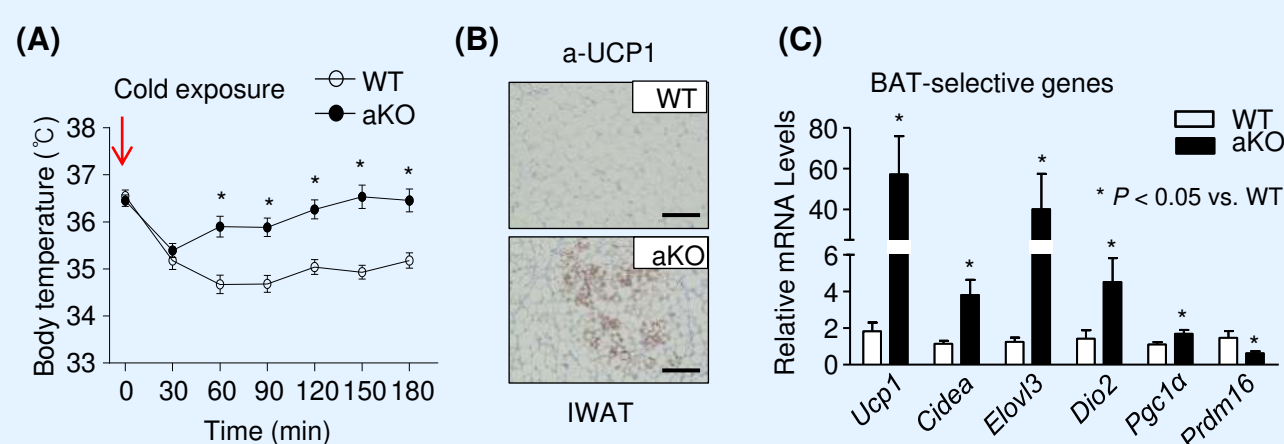 (A)
Cold exposure
WT
aKO
Body temperature (℃)
38
37
36
35
34
33
* * * * *
0 30 60 90 120 150 180
Time (min)
(B)
a-UCP1
WT
aKO
IWAT
(C)
BAT-selective genes
WT
aKO
* P < 0.05 vs. WT
Relative mRNA Levels
80
60
40
6
4
2
0
* * * * * *
Ucp1 Cidea Elovl3 Dio2 Pgc1α Prdm16